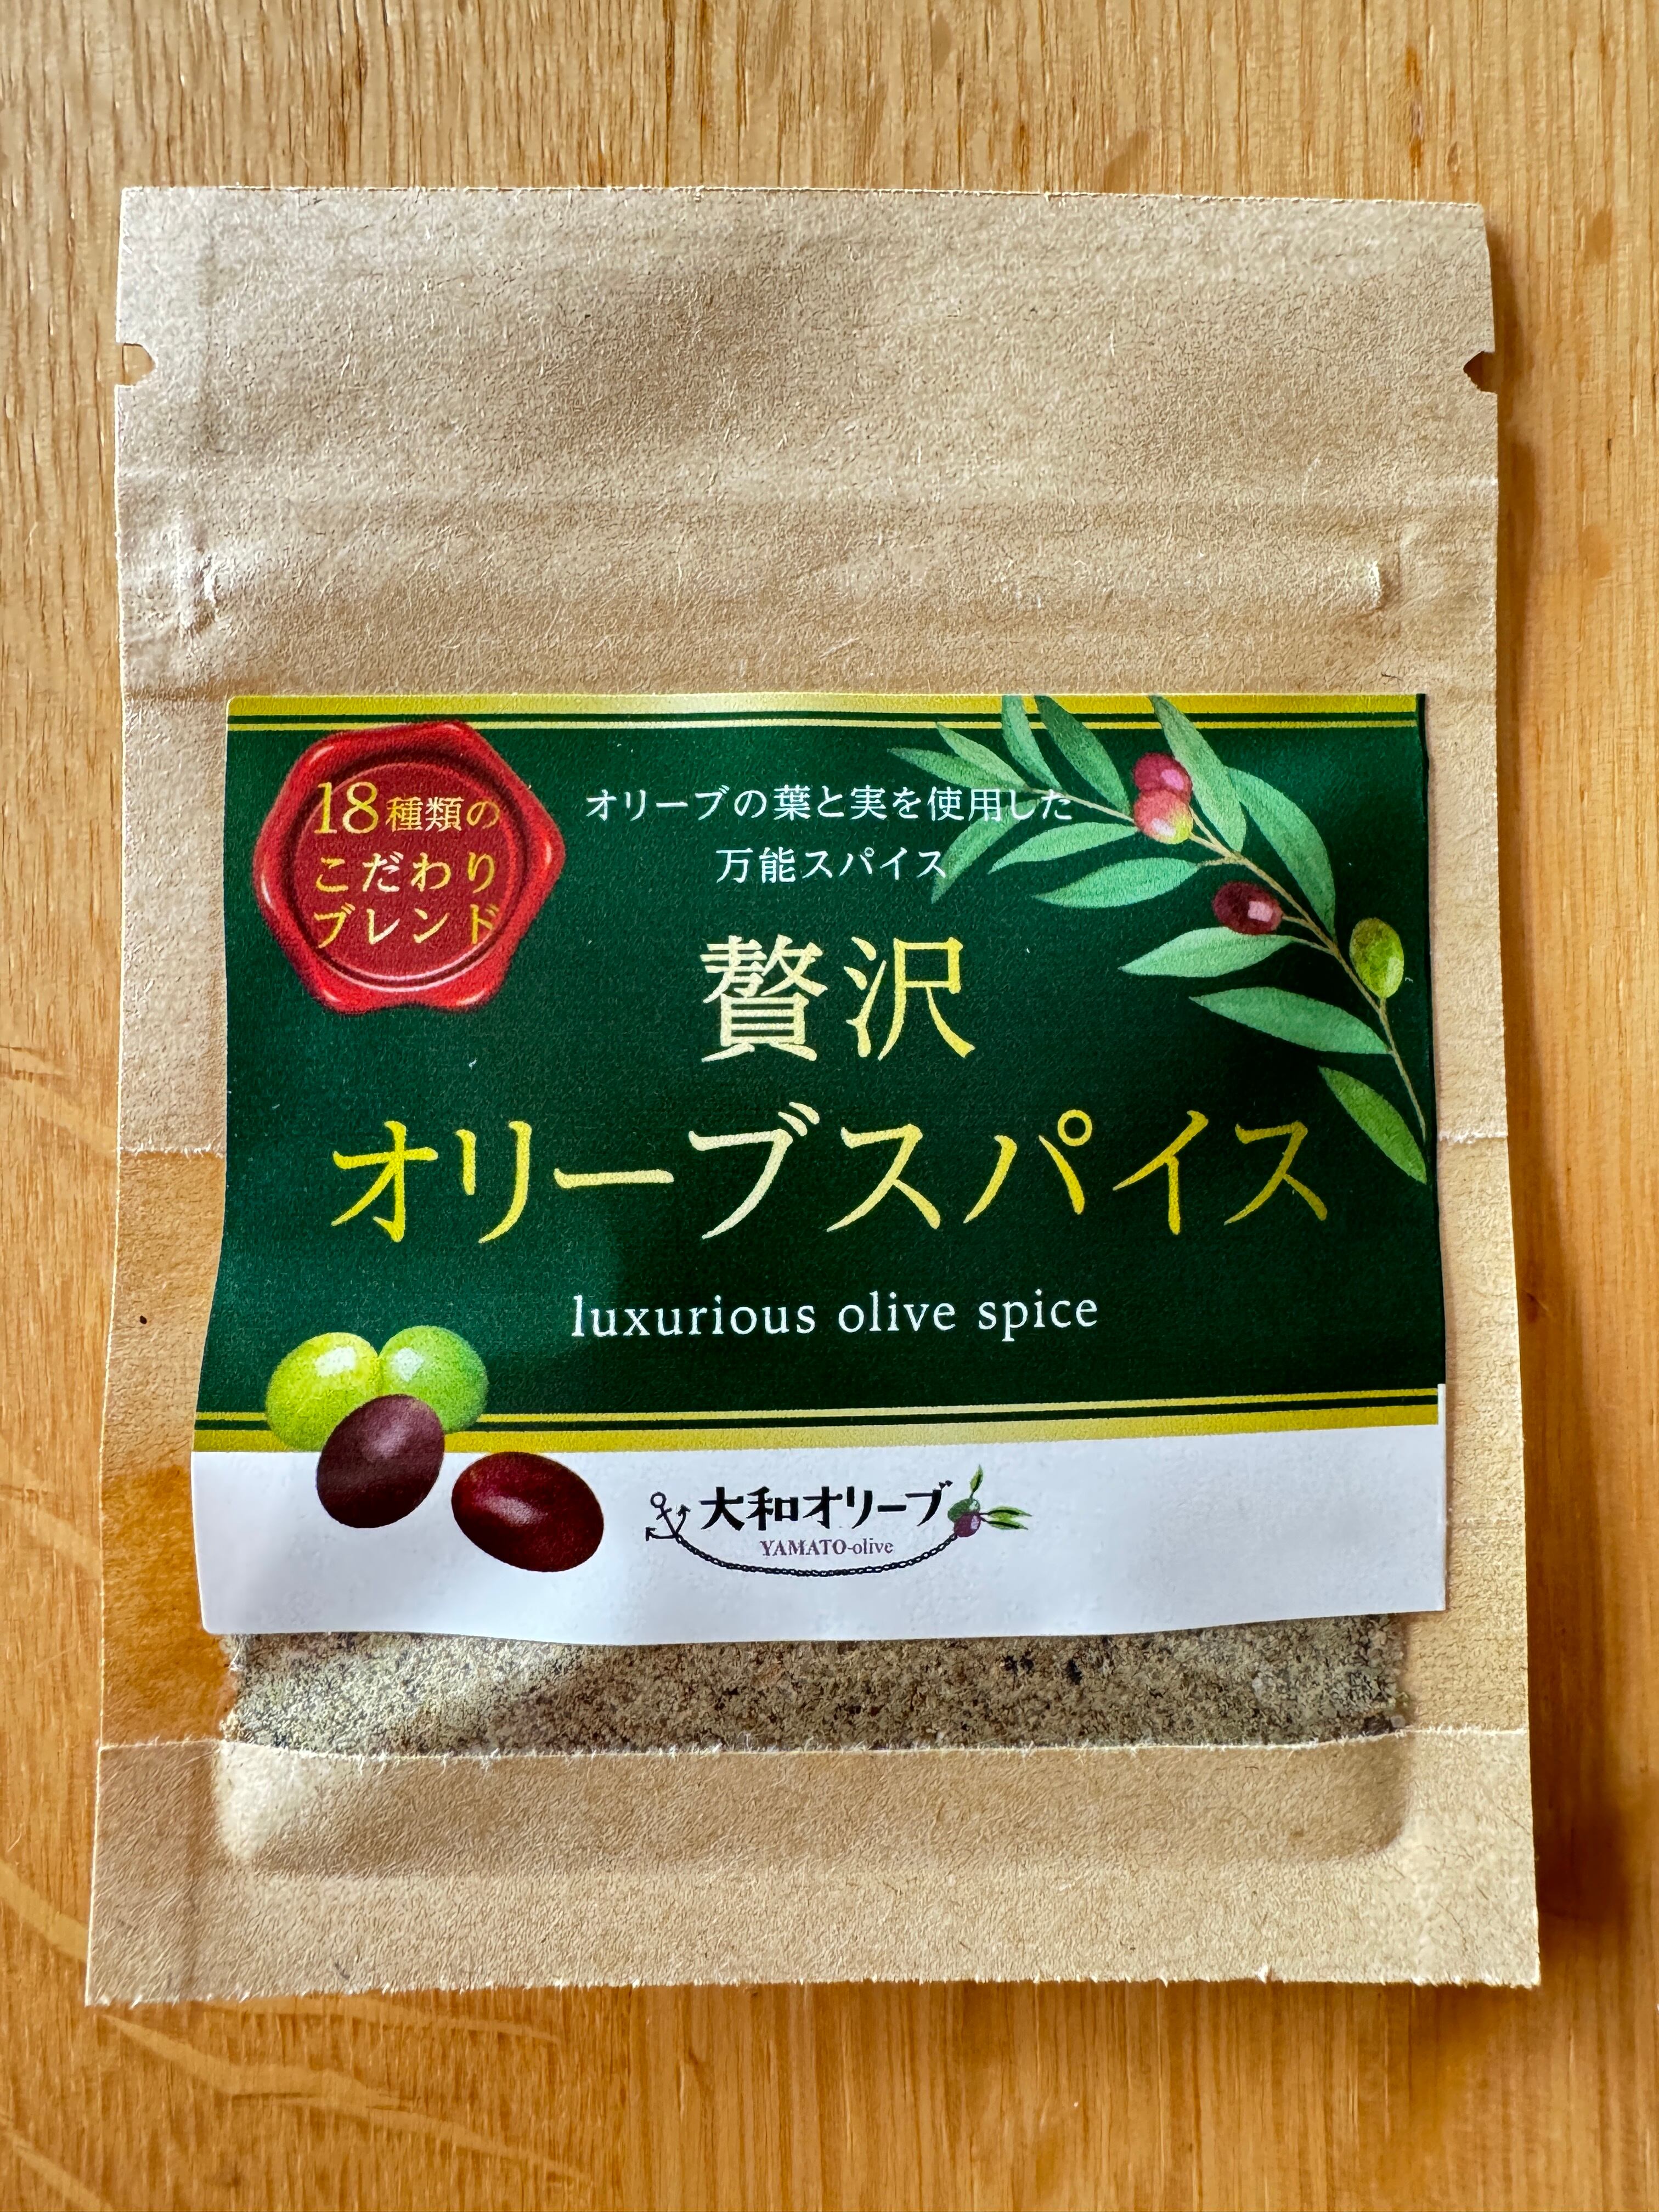 18種類の
こだわり
ブレンド
オリーブの葉と実を使用した
万能スパイス
贅沢
オリーブスパイス
luxurious olive spice
大和オリーブ
YAMATO-olive